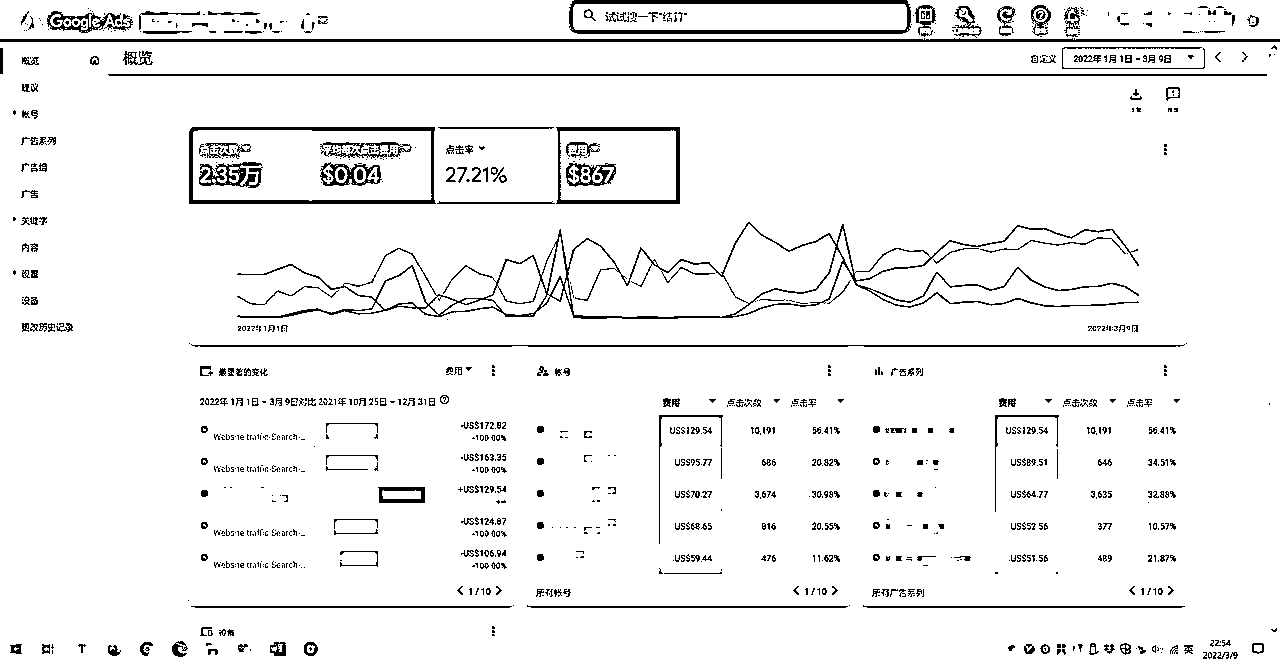 Google Ads
试试搜一下"结算"
概览
概览
自定义 2022年1月1日 - 3月9日
建议
帐号
广告系列
广告组
广告
关键字
内容
设置
设备
更改历史记录
点击次数 平均每次点击费用 点击率 费用
2.35万 $0.04 27.21% $867
2022年1月1日 2022年3月9日
最显著的变化 费用
2022年1月1日 - 3月9日对比 2021年10月25日 - 12月31日
Website traffic-Search-... -US$172.82
-100.00%
Website traffic-Search-... -US$163.35
-100.00%
+US$129.54
Website traffic-Search-... -US$124.87
-100.00%
Website traffic-Search-... -US$106.94
-100.00%
1 / 10
帐号
费用 点击次数 点击率
US$129.54 10,191 56.41%
US$95.77 686 20.82%
US$70.27 3,674 30.98%
US$68.65 816 20.55%
US$59.44 476 11.62%
所有帐号 1 / 10
广告系列
费用 点击次数 点击率
US$129.54 10,191 56.41%
US$89.51 646 34.51%
US$64.77 3,635 32.88%
US$52.56 377 10.57%
US$51.56 489 21.87%
所有广告系列 1 / 10
设备
英
22:54
2022/3/9